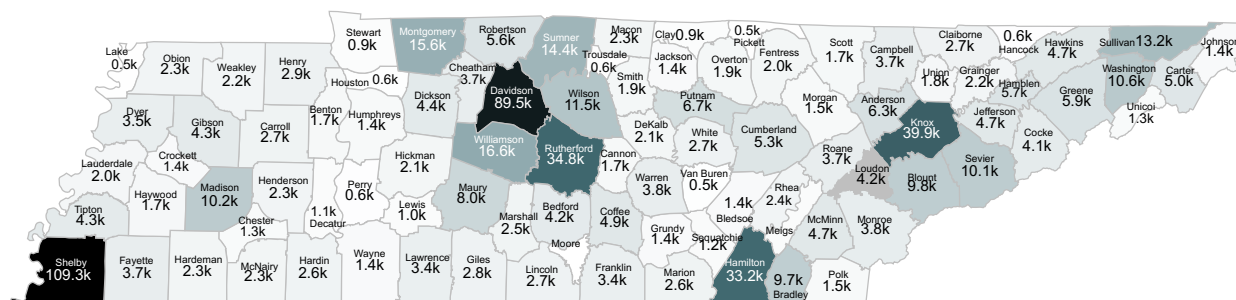 Lake
0.5k
Obion
2.3k
Weakley
2.2k
Henry
2.9k
Stewart
0.9k
Montgomery
15.6k
Robertson
5.6k
Sumner
14.4k
Macon
2.3k
Trousdale
0.6k
Clay0.9k
0.5k
Pickett
Jackson
1.4k
Overton
1.9k
Fentress
2.0k
Scott
1.7k
Campbell
3.7k
Claiborne
2.7k
0.6k
Hancock
Hawkins
4.7k
Sullivan13.2k
Johnson
1.4k
Washington
10.6k
Carter
5.0k
Unicoi
1.3k
Greene
5.9k
Hamblen
5.7k
Grainger
2.2k
Union
1.8k
Houston 0.6k
Cheatham
3.7k
Davidson
89.5k
Wilson
11.5k
Smith
1.9k
Putnam
6.7k
Morgan
1.5k
Anderson
6.3k
Knox
39.9k
Jefferson
4.7k
Cocke
4.1k
Sevier
10.1k
Blount
9.8k
Loudon
4.2k
Roane
3.7k
Cumberland
5.3k
White
2.7k
DeKalb
2.1k
Cannon
1.7k
Rutherford
34.8k
Williamson
16.6k
Dickson
4.4k
Humphreys
1.4k
Benton
1.7k
Carroll
2.7k
Gibson
4.3k
Dyer
3.5k
Crockett
1.4k
Lauderdale
2.0k
Haywood
1.7k
Madison
10.2k
Henderson
2.3k
Perry
0.6k
Hickman
2.1k
Maury
8.0k
Lewis
1.0k
1.1k
Decatur
Chester
1.3k
Tipton
4.3k
Marshall
2.5k
Bedford
4.2k
Coffee
4.9k
Warren
3.8k
Van Buren
0.5k
1.4k
Bledsoe
Rhea
2.4k
Meigs
McMinn
4.7k
Monroe
3.8k
Shelby
109.3k
Fayette
3.7k
Hardeman
2.3k
McNairy
2.3k
Hardin
2.6k
Wayne
1.4k
Lawrence
3.4k
Giles
2.8k
Lincoln
2.7k
Moore
Franklin
3.4k
Grundy
1.4k
Sequatchie
1.2k
Marion
2.6k
Hamilton
33.2k
9.7k
Bradley
Polk
1.5k